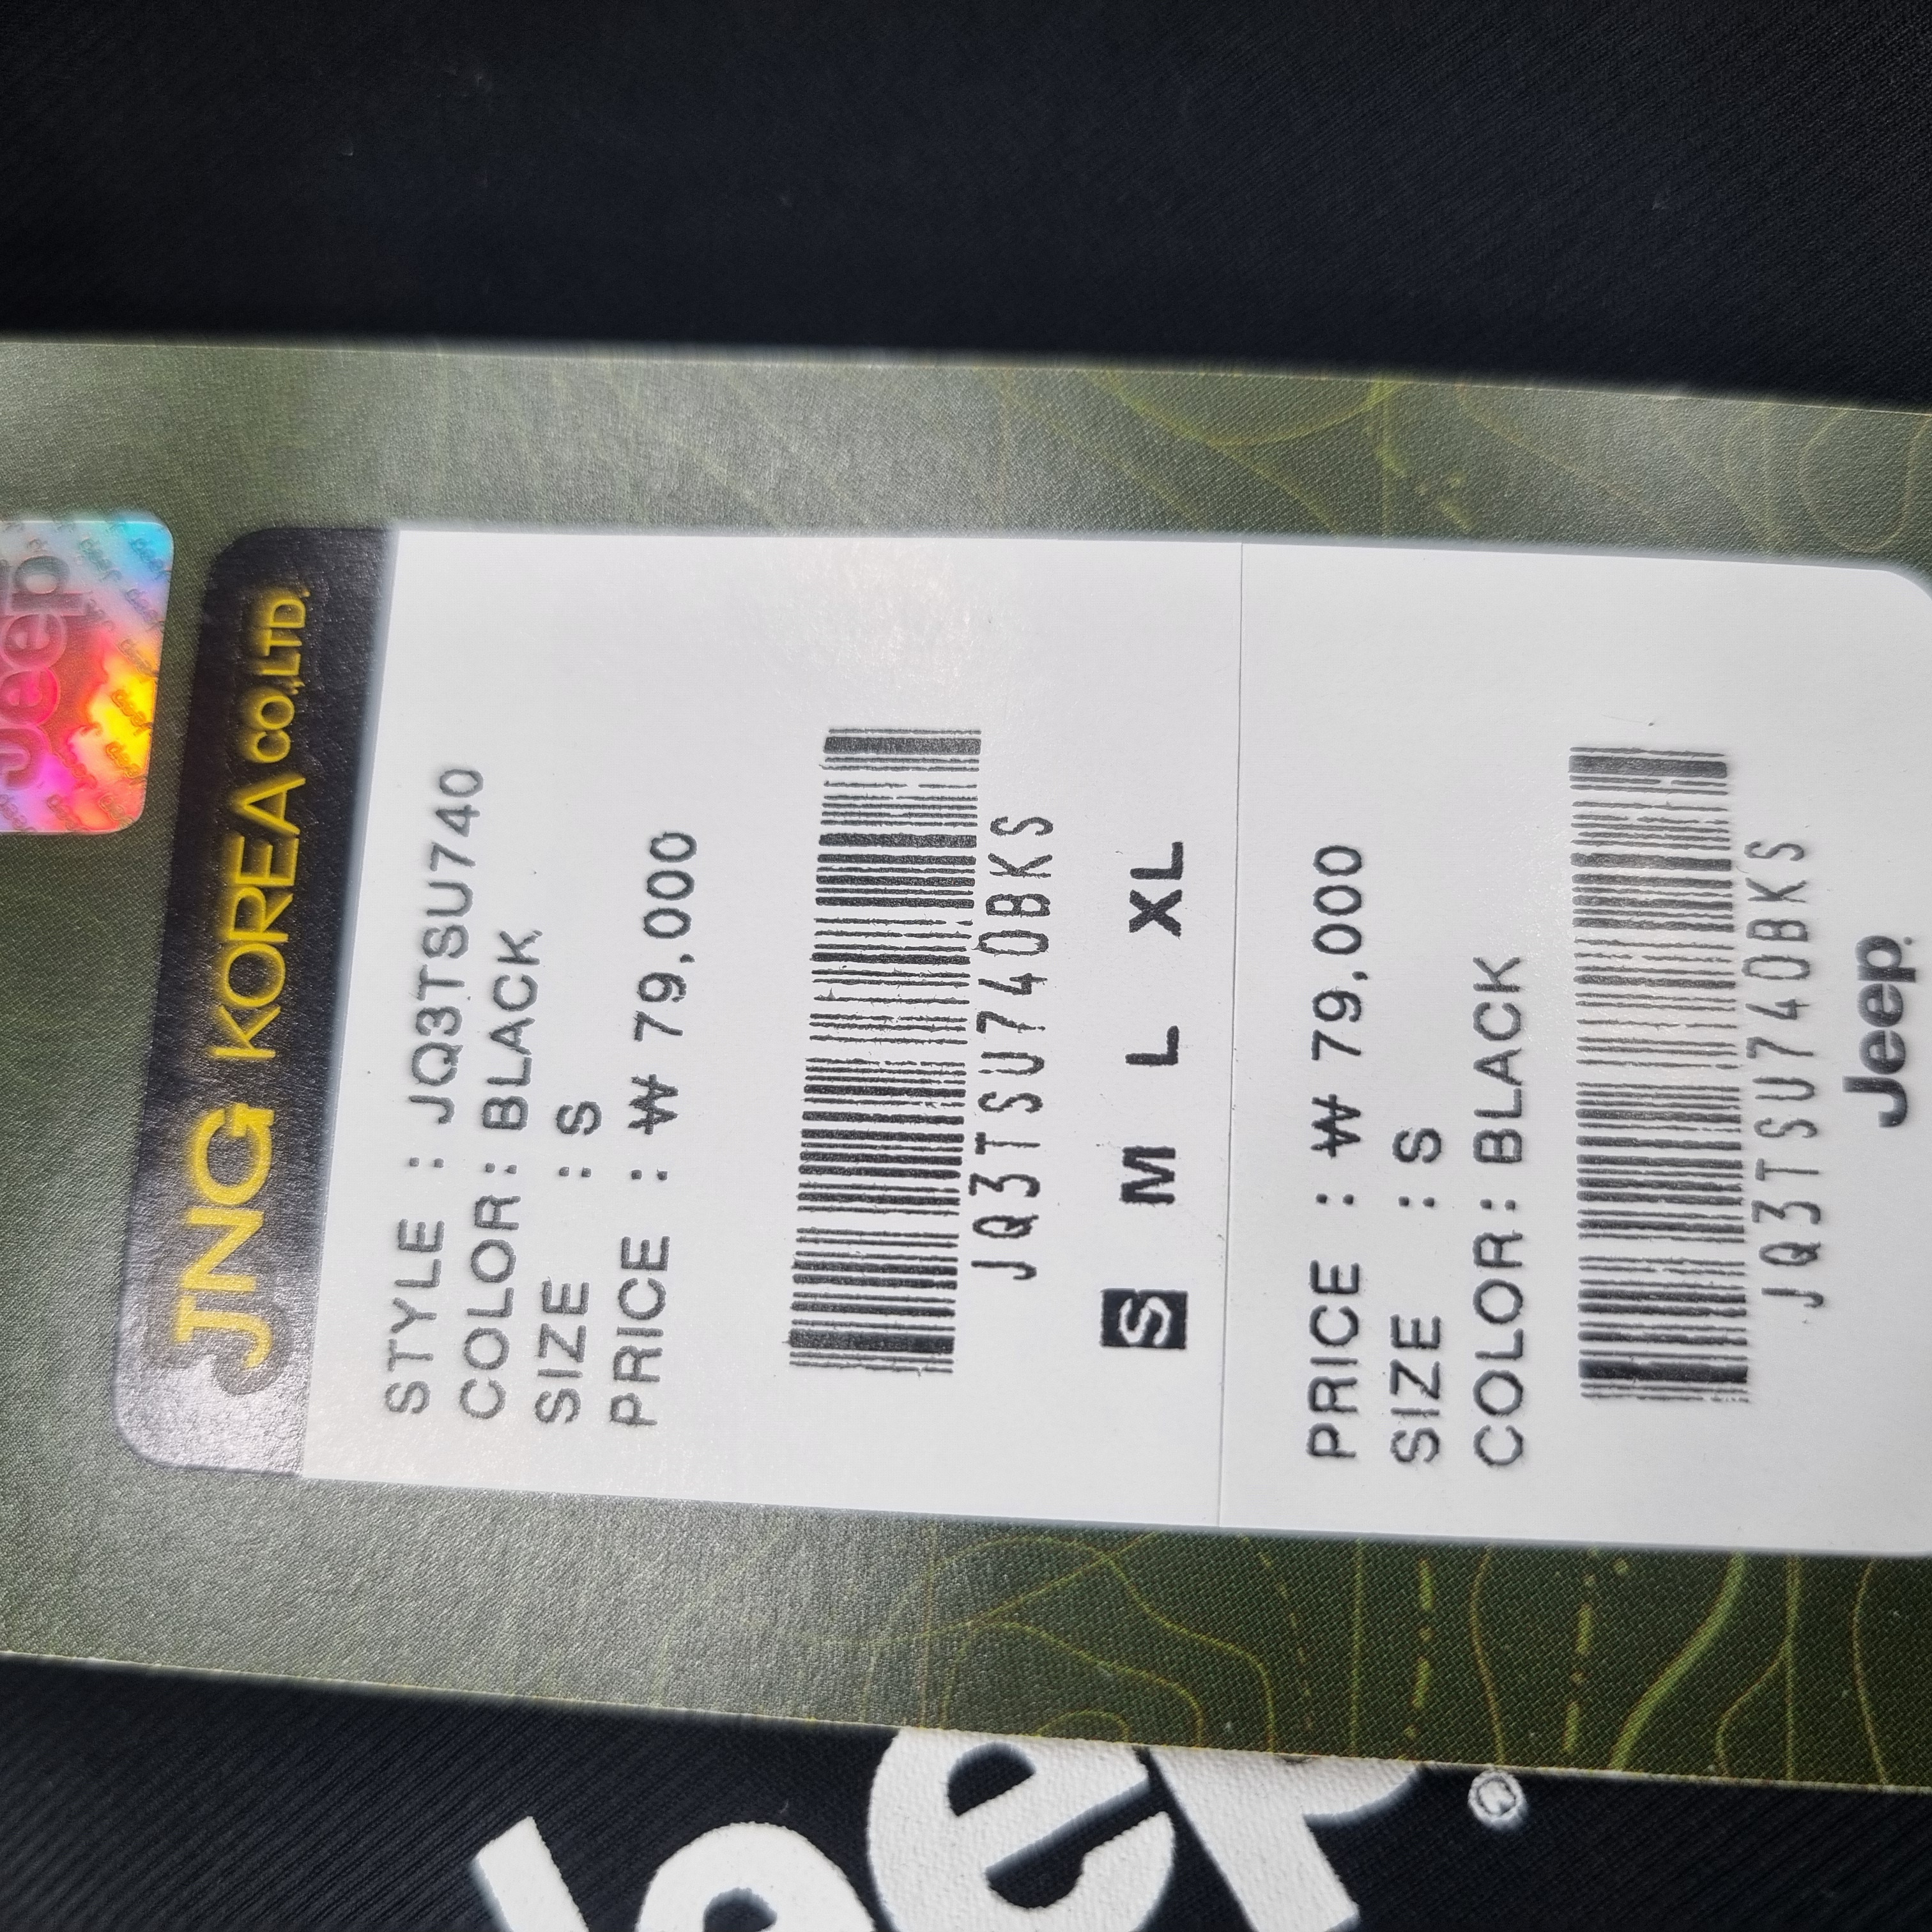 Jeep
JNG KOREA CO.,LTD.
STYLE : JQ3TSU740
COLOR : BLACK
SIZE : S
PRICE : ₩ 79,000
JQ3TSU740BKS
S M L XL
PRICE : ₩ 79,000
SIZE : S
COLOR : BLACK
JQ3TSU740BKS
Jeep
Jeep®